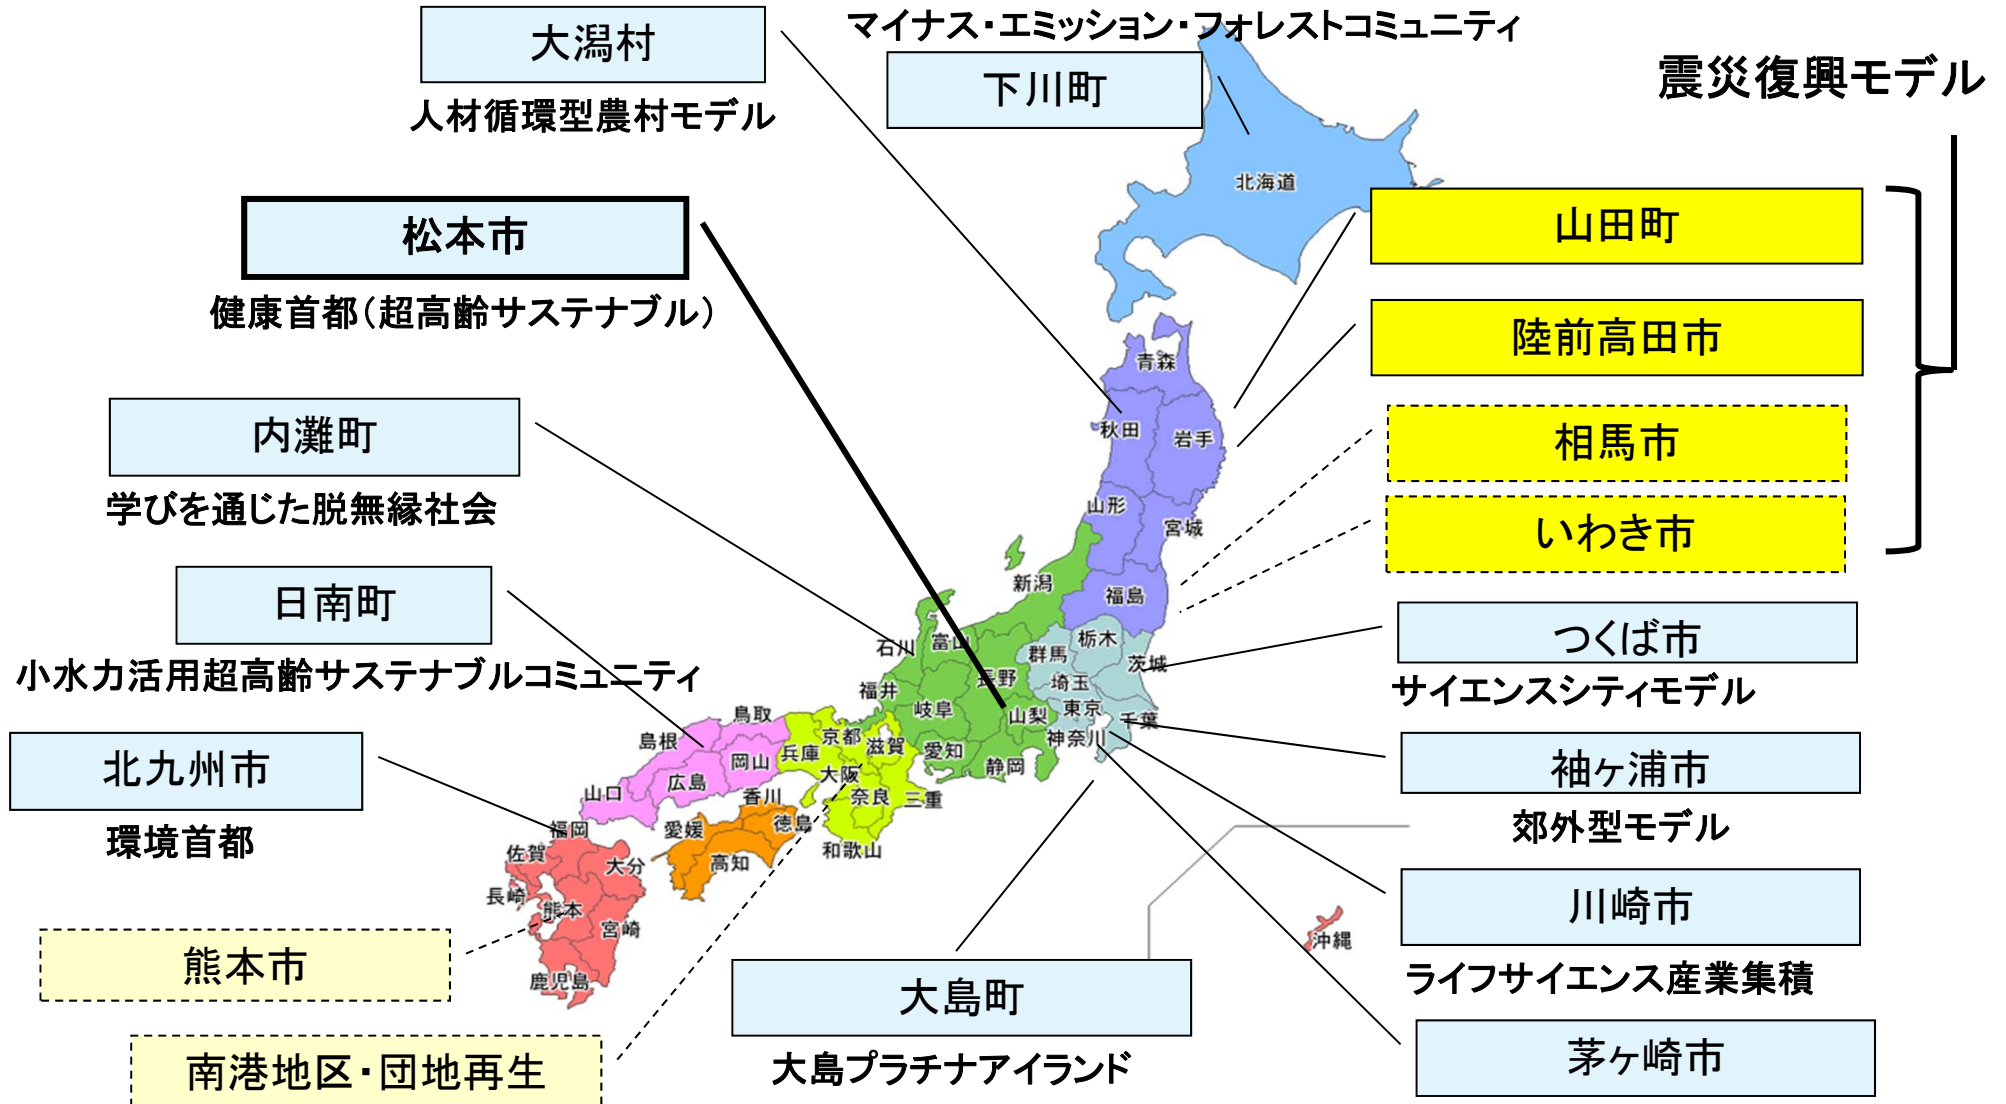 マイナス・エミッション・フォレストコミュニティ
大潟村
人材循環型農村モデル
下川町
震災復興モデル
北海道
山田町
松本市
健康首都(超高齢サステナブル)
陸前高田市
青森
秋田
岩手
相馬市
内灘町
学びを通じた脱無縁社会
山形
宮城
いわき市
新潟
福島
日南町
小水力活用超高齢サステナブルコミュニティ
石川
富山
栃木
群馬
茨城
つくば市
サイエンスシティモデル
福井
長野
埼玉
岐阜
山梨
東京
千葉
神奈川
鳥取
島根
京都
滋賀
愛知
静岡
兵庫
岡山
大阪
広島
山口
香川
奈良
三重
北九州市
環境首都
袖ヶ浦市
郊外型モデル
福岡
愛媛
徳島
高知
和歌山
佐賀
大分
長崎
熊本
宮崎
鹿児島
川崎市
ライフサイエンス産業集積
沖縄
熊本市
大島町
大島プラチナアイランド
南港地区・団地再生
茅ヶ崎市